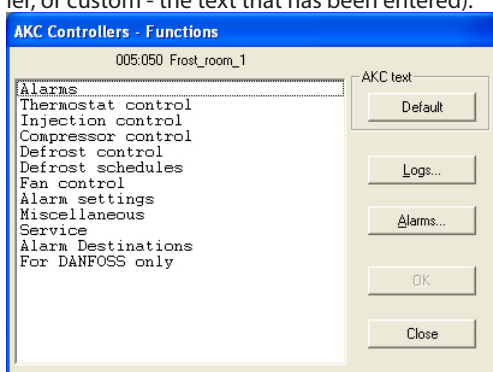 ler, or custom - the text that has been entered).
AKC Controllers - Functions
005:050 Frost_room_1
Alarms
Thermostat control
Injection control
Compressor control
Defrost control
Defrost schedules
Fan control
Alarm settings
Miscellaneous
Service
Alarm Destinations
For DANFOSS only
AKC text
Default
Logs...
Alarms...
OK
Close